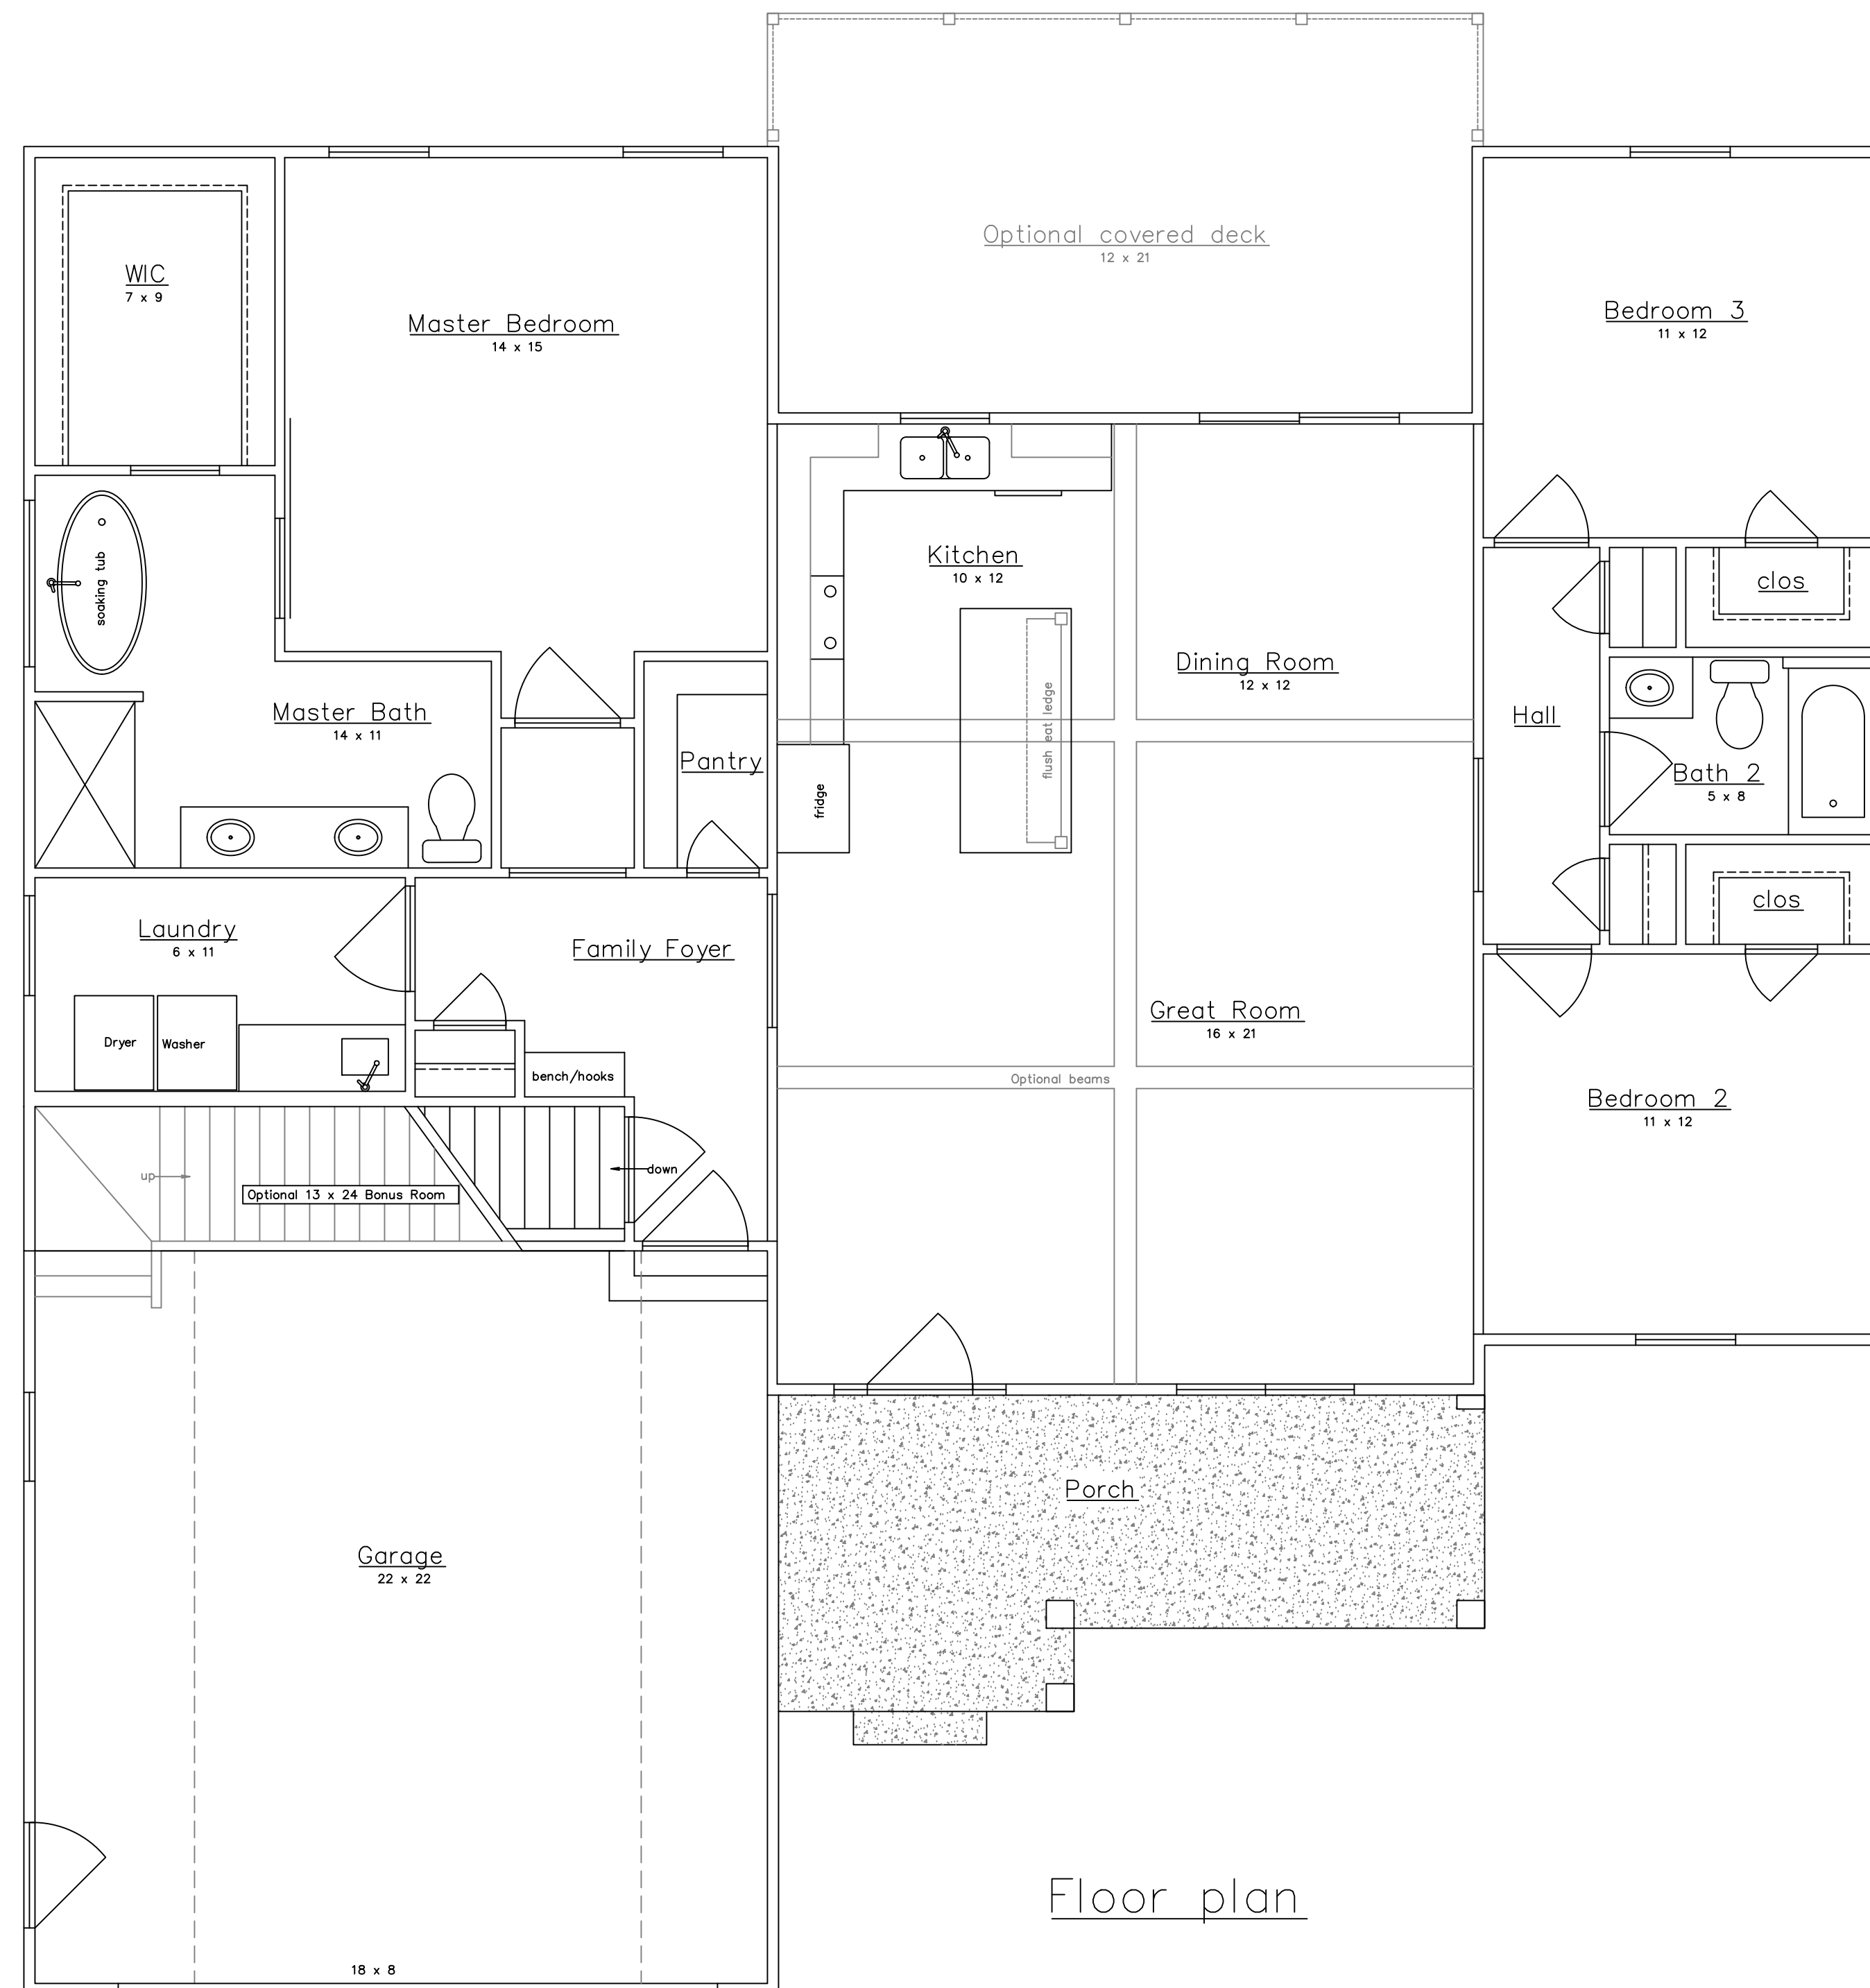 Optional covered deck
12 x 21
WIC
7 x 9
Master Bedroom
14 x 15
Bedroom 3
11 x 12
soaking tub
Kitchen
10 x 12
clos
Dining Room
12 x 12
flush eat ledge
Hall
Master Bath
14 x 11
Pantry
fridge
Bath 2
5 x 8
clos
Laundry
6 x 11
Family Foyer
Great Room
16 x 21
Dryer
Washer
bench/hooks
Optional beams
Bedroom 2
11 x 12
up
down
Optional 13 x 24 Bonus Room
Porch
Garage
22 x 22
Floor plan
18 x 8